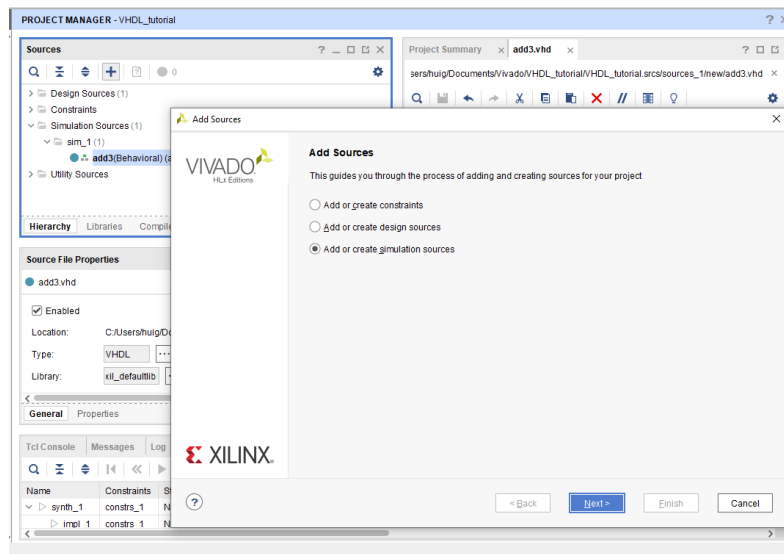 PROJECT MANAGER - VHDL_tutorial
Sources
0
Design Sources (1)
Constraints
Simulation Sources (1)
sim_1 (1)
add3(Behavioral) (a
Utility Sources
Hierarchy Libraries Compile
Project Summary add3.vhd
sers/huig/Documents/Vivado/VHDL_tutorial/VHDL_tutorial.srcs/sources_1/new/add3.vhd
Source File Properties
add3.vhd
Enabled
Location: C:/Users/huig/Do
Type: VHDL
Library: xil_defaultlib
General Properties
Tcl Console Messages Log
Name Constraints St
synth_1 constrs_1 N
impl_1 constrs_1 N
Add Sources
VIVADO
HLx Editions
Add Sources
This guides you through the process of adding and creating sources for your project
Add or create constraints
Add or create design sources
Add or create simulation sources
XILINX
< Back Next > Finish Cancel